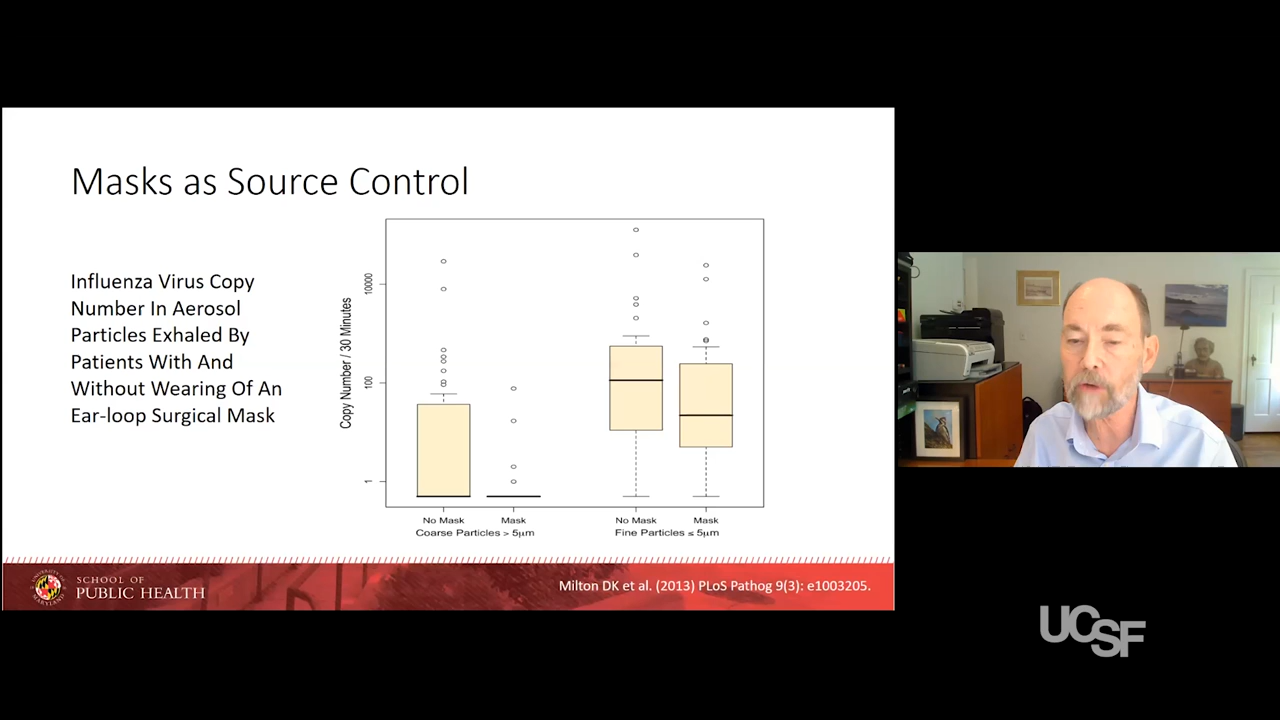 Masks as Source Control
Influenza Virus Copy
Number In Aerosol
Particles Exhaled By
Patients With And
Without Wearing Of An
Ear-loop Surgical Mask
Copy Number / 30 Minutes
10000
100
1
No Mask
Mask
No Mask
Mask
Coarse Particles > 5μm
Fine Particles ≤ 5μm
SCHOOL OF
PUBLIC HEALTH
Milton DK et al. (2013) PLoS Pathog 9(3): e1003205.
UCSF